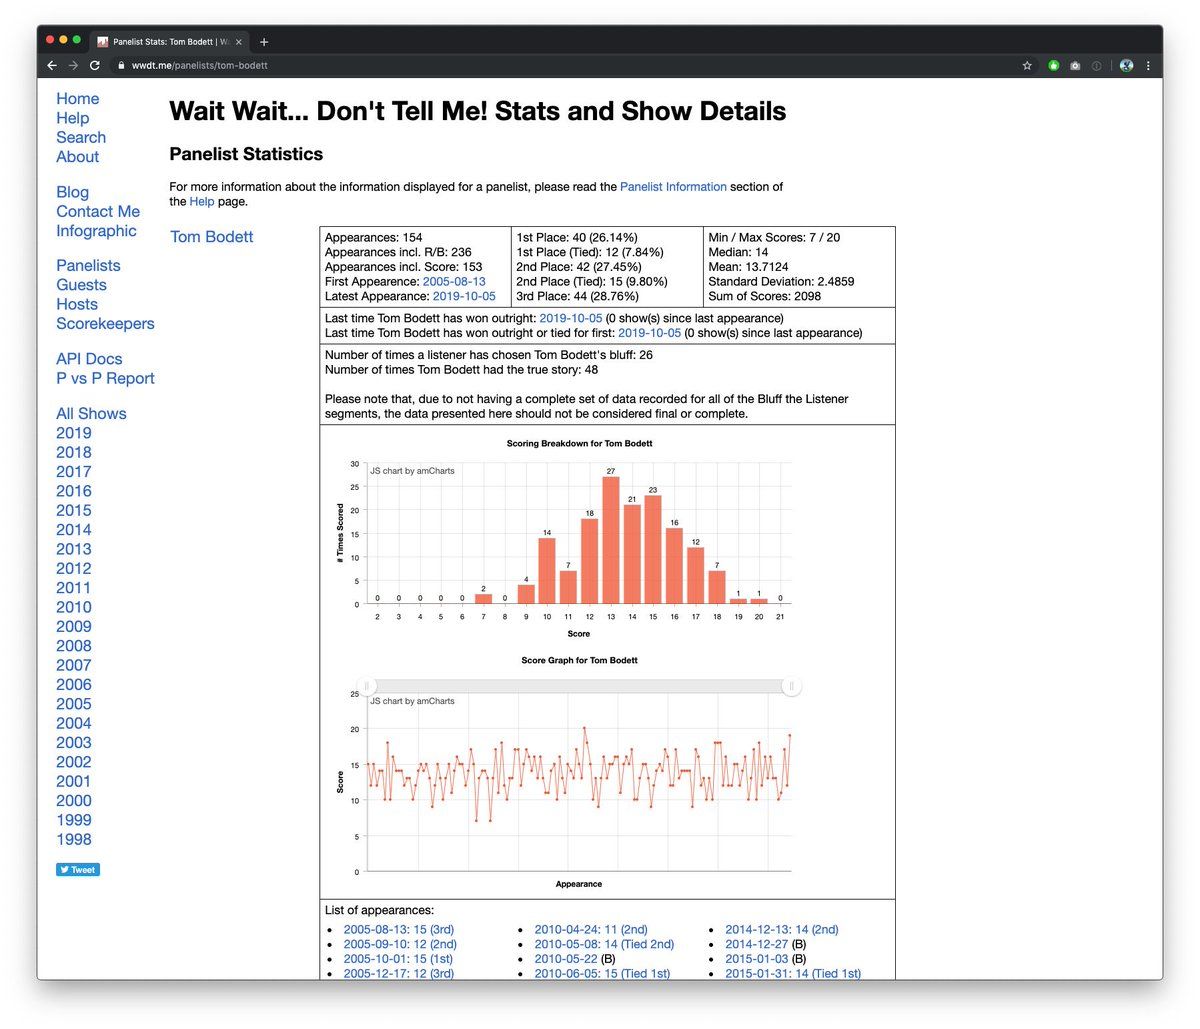 Panelist Stats: Tom Bodett | W
wwdt.me/panelists/tom-bodett
Home
Help
Search
About
Blog
Contact Me
Infographic
Panelists
Guests
Hosts
Scorekeepers
API Docs
P vs P Report
All Shows
2019
2018
2017
2016
2015
2014
2013
2012
2011
2010
2009
2008
2007
2006
2005
2004
2003
2002
2001
2000
1999
1998
Tweet
Wait Wait... Don't Tell Me! Stats and Show Details
Panelist Statistics
For more information about the information displayed for a panelist, please read the Panelist Information section of
the Help page.
Tom Bodett
Appearances: 154
Appearances incl. R/B: 236
Appearances incl. Score: 153
First Appearence: 2005-08-13
Latest Appearance: 2019-10-05
1st Place: 40 (26.14%)
1st Place (Tied): 12 (7.84%)
2nd Place: 42 (27.45%)
2nd Place (Tied): 15 (9.80%)
3rd Place: 44 (28.76%)
Min / Max Scores: 7 / 20
Median: 14
Mean: 13.7124
Standard Deviation: 2.4859
Sum of Scores: 2098
Last time Tom Bodett has won outright: 2019-10-05 (0 show(s) since last appearance)
Last time Tom Bodett has won outright or tied for first: 2019-10-05 (0 show(s) since last appearance)
Number of times a listener has chosen Tom Bodett's bluff: 26
Number of times Tom Bodett had the true story: 48
Please note that, due to not having a complete set of data recorded for all of the Bluff the Listener
segments, the data presented here should not be considered final or complete.
Scoring Breakdown for Tom Bodett
JS chart by amCharts
# Times Scored
30
25
20
15
10
5
0
0 0 0 0 0 2 0 4 14 7 18 27 21 23 16 12 7 1 1 0
2 3 4 5 6 7 8 9 10 11 12 13 14 15 16 17 18 19 20 21
Score
Score Graph for Tom Bodett
JS chart by amCharts
Score
25
20
15
10
5
0
Appearance
List of appearances:
2005-08-13: 15 (3rd)
2005-09-10: 12 (2nd)
2005-10-01: 15 (1st)
2005-12-17: 12 (3rd)
2010-04-24: 11 (2nd)
2010-05-08: 14 (Tied 2nd)
2010-05-22 (B)
2010-06-05: 15 (Tied 1st)
2014-12-13: 14 (2nd)
2014-12-27 (B)
2015-01-03 (B)
2015-01-31: 14 (Tied 1st)